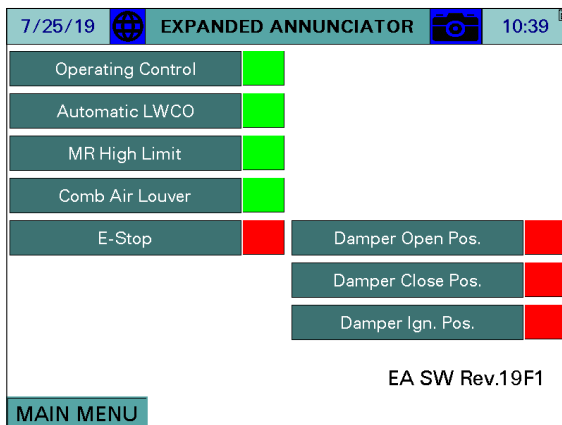 7/25/19 EXPANDED ANNUNCIATOR 10:39
Operating Control
Automatic LWCO
MR High Limit
Comb Air Louver
E-Stop
Damper Open Pos.
Damper Close Pos.
Damper Ign. Pos.
EA SW Rev.19F1
MAIN MENU